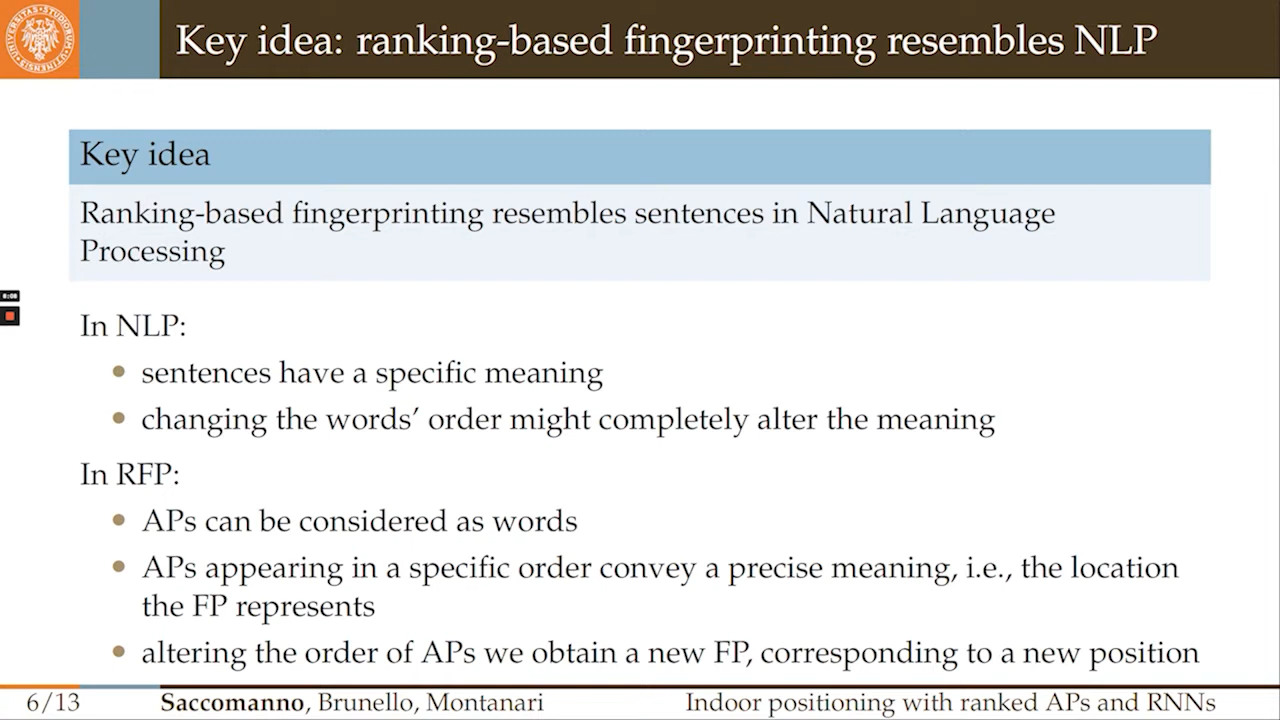 Key idea: ranking-based fingerprinting resembles NLP
Key idea
Ranking-based fingerprinting resembles sentences in Natural Language
Processing
In NLP:
• sentences have a specific meaning
• changing the words’ order might completely alter the meaning
In RFP:
• APs can be considered as words
• APs appearing in a specific order convey a precise meaning, i.e., the location
the FP represents
• altering the order of APs we obtain a new FP, corresponding to a new position
6/13 Saccomanno, Brunello, Montanari Indoor positioning with ranked APs and RNNs